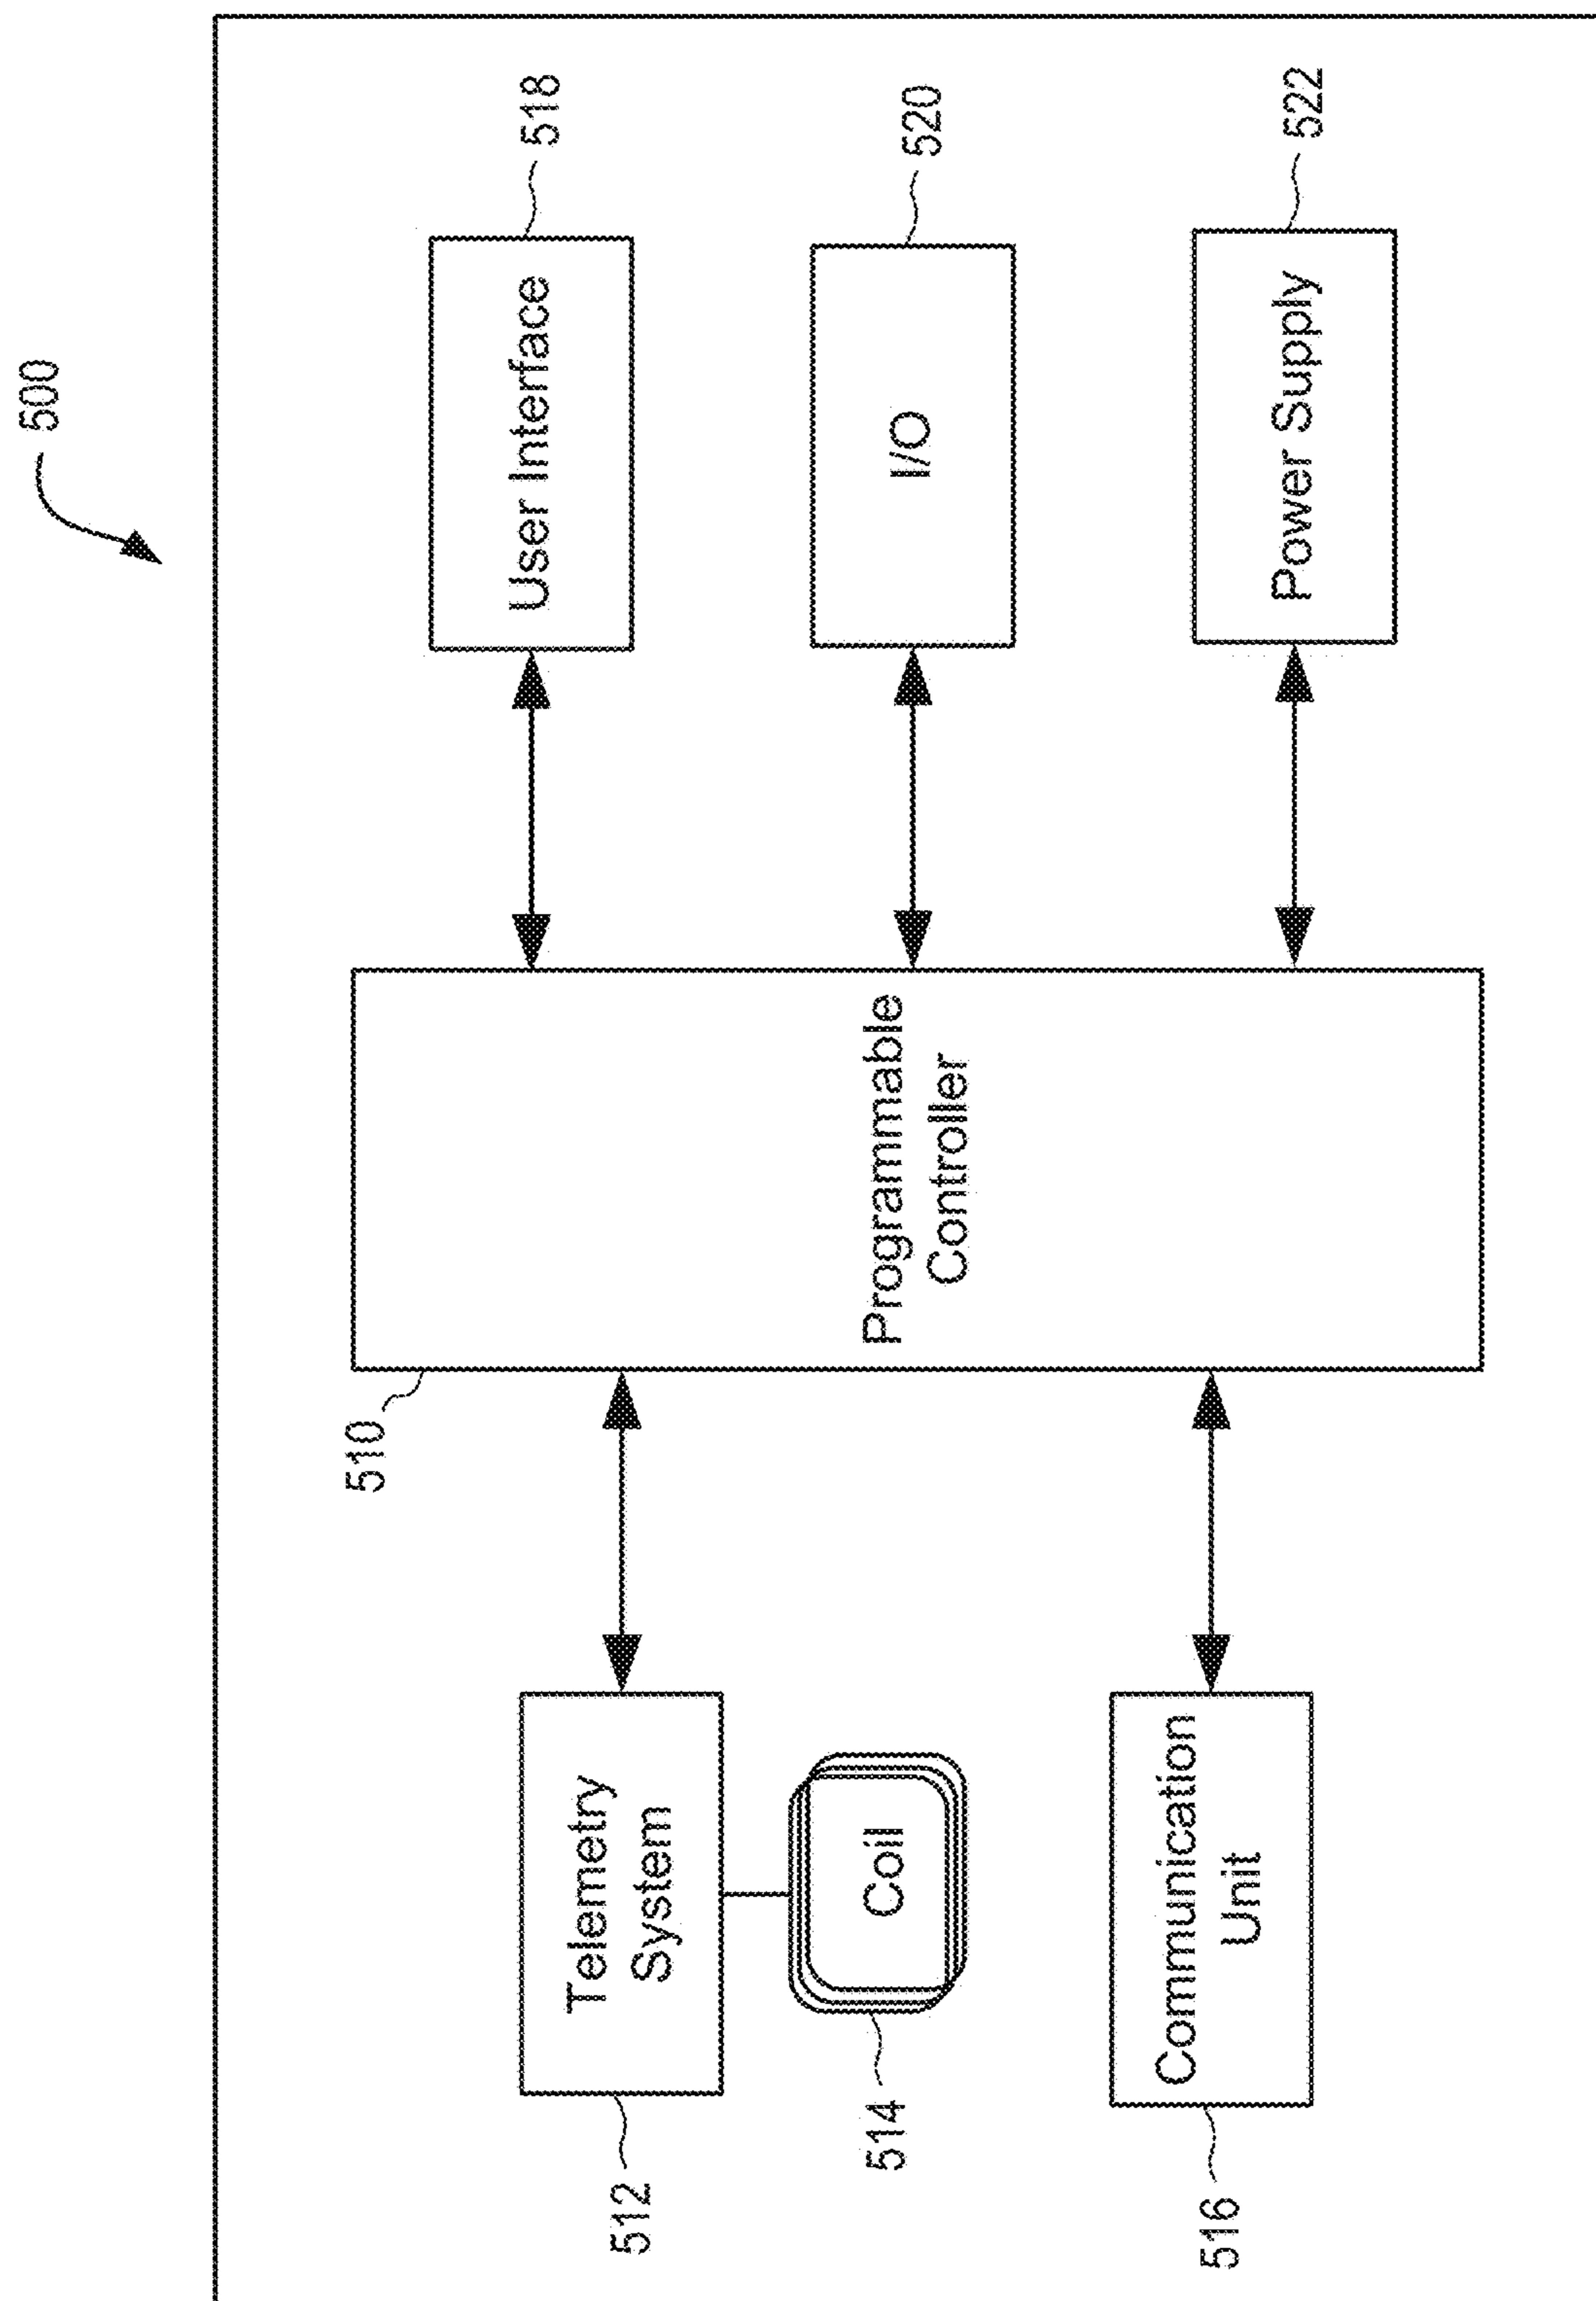 500
512
Telemetry
System
514
Coil
516
Communication
Unit
510
Programmable
Controller
User Interface
518
I/O
520
Power Supply
522